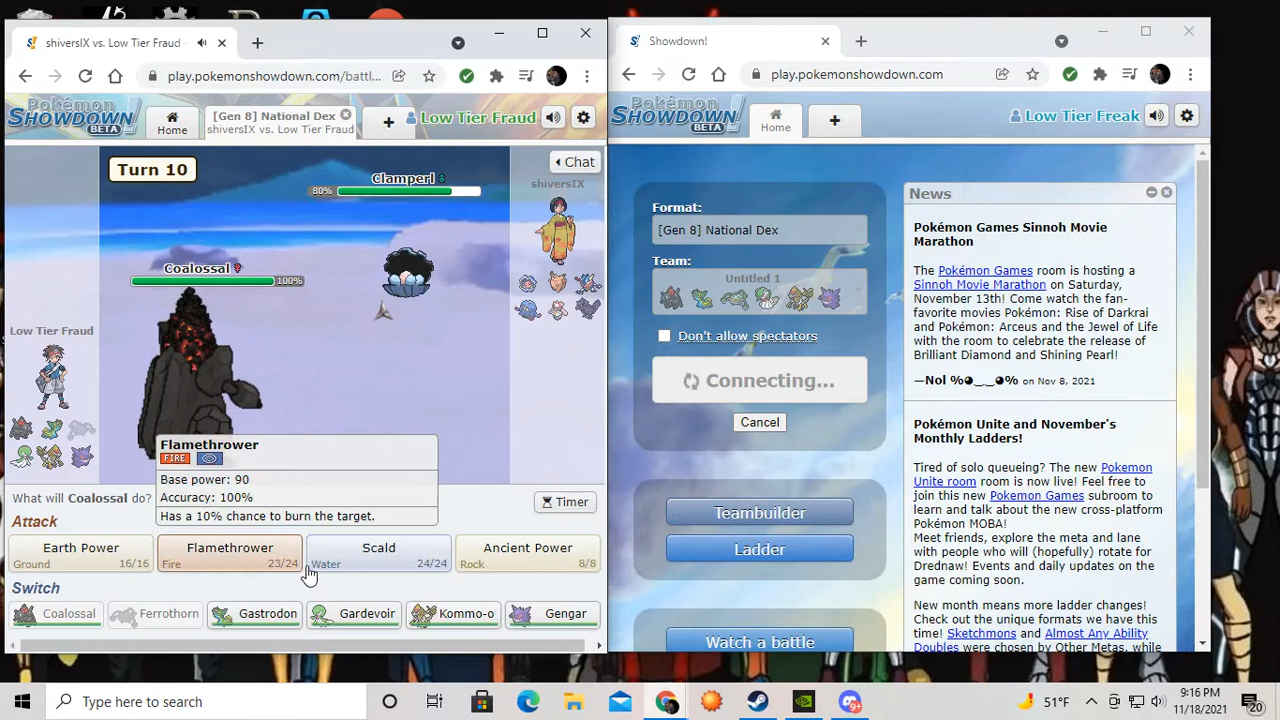 shiversIX vs. Low Tier Fraud
play.pokemonshowdown.com/battl...
Pokémon
SHOWDOWN
BETA
Home
[Gen 8] National Dex
shiversIX vs. Low Tier Fraud
+
Low Tier Fraud
Turn 10
Chat
Clamperl
80%
shiversIX
Coalossal
100%
Low Tier Fraud
Flamethrower
FIRE
Base power: 90
Accuracy: 100%
Has a 10% chance to burn the target.
What will Coalossal do?
Timer
Attack
Earth Power
Ground 16/16
Flamethrower
Fire 23/24
Scald
Water 24/24
Ancient Power
Rock 8/8
Switch
Coalossal
Ferrothorn
Gastrodon
Gardevoir
Kommo-o
Gengar
Showdown!
play.pokemonshowdown.com
Pokémon
SHOWDOWN
BETA
Home
+
Low Tier Freak
Format:
[Gen 8] National Dex
Team:
Untitled 1
Don't allow spectators
Connecting...
Cancel
Teambuilder
Ladder
Watch a battle
News
Pokémon Games Sinnoh Movie
Marathon
The Pokémon Games room is hosting a
Sinnoh Movie Marathon on Saturday,
November 13th! Come watch the fan-
favorite movies Pokémon: Rise of Darkrai
and Pokémon: Arceus and the Jewel of Life
with the room to celebrate the release of
Brilliant Diamond and Shining Pearl!
—Nol %◕‿‿◕% on Nov 8, 2021
Pokémon Unite and November's
Monthly Ladders!
Tired of solo queueing? The new Pokemon
Unite room room is now live! Feel free to
join this new Pokemon Games subroom to
learn and talk about the new cross-platform
Pokémon MOBA!
Meet friends, explore the meta and lane
with people who will (hopefully) rotate for
Drednaw! Events and daily updates on the
game coming soon.
New month means more ladder changes!
Check out the unique formats we have this
time! Sketchmons and Almost Any Ability
Doubles were chosen by Other Metas, while
Type here to search
51°F
9:16 PM
11/18/2021
20